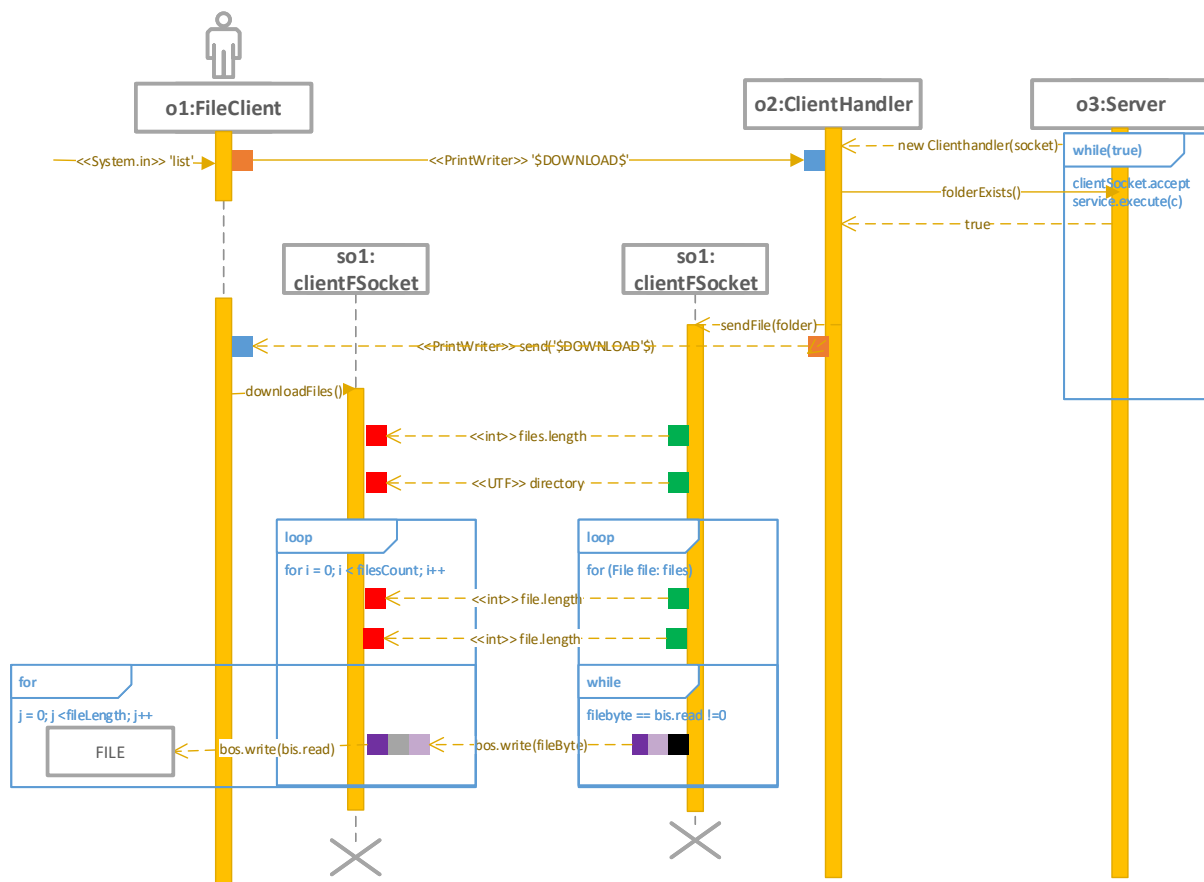 o1:FileClient
o2:ClientHandler
o3:Server
<<System.in>> 'list'
<<PrintWriter>> '$DOWNLOAD$'
new Clienthandler(socket)
while(true)
clientSocket.accept
service.execute(c)
folderExists()
true
so1:
clientFSocket
so1:
clientFSocket
sendFile(folder)
<<PrintWriter>> send('$DOWNLOAD'$)
downloadFiles()
<<int>> files.length
<<UTF>> directory
loop
for i = 0; i < filesCount; i++
loop
for (File file: files)
<<int>> file.length
<<int>> file.length
for
j = 0; j <fileLength; j++
while
filebyte == bis.read !=0
FILE
bos.write(bis.read)
bos.write(fileByte)